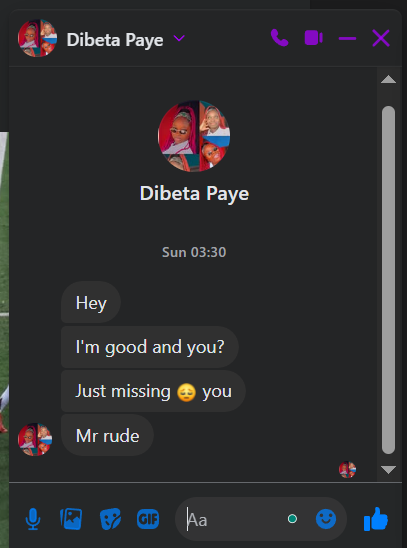 Dibeta Paye
Dibeta Paye
Sun 03:30
Hey
I'm good and you?
Just missing 😔 you
Mr rude
GIF
Aa